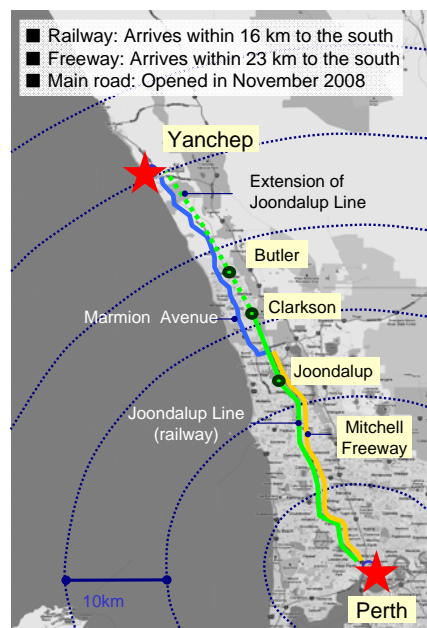 ■ Railway: Arrives within 16 km to the south
■ Freeway: Arrives within 23 km to the south
■ Main road: Opened in November 2008
Yanchep
Extension of
Joondalup Line
Butler
Clarkson
Marmion Avenue
Joondalup
Joondalup Line
(railway)
Mitchell
Freeway
10km
Perth